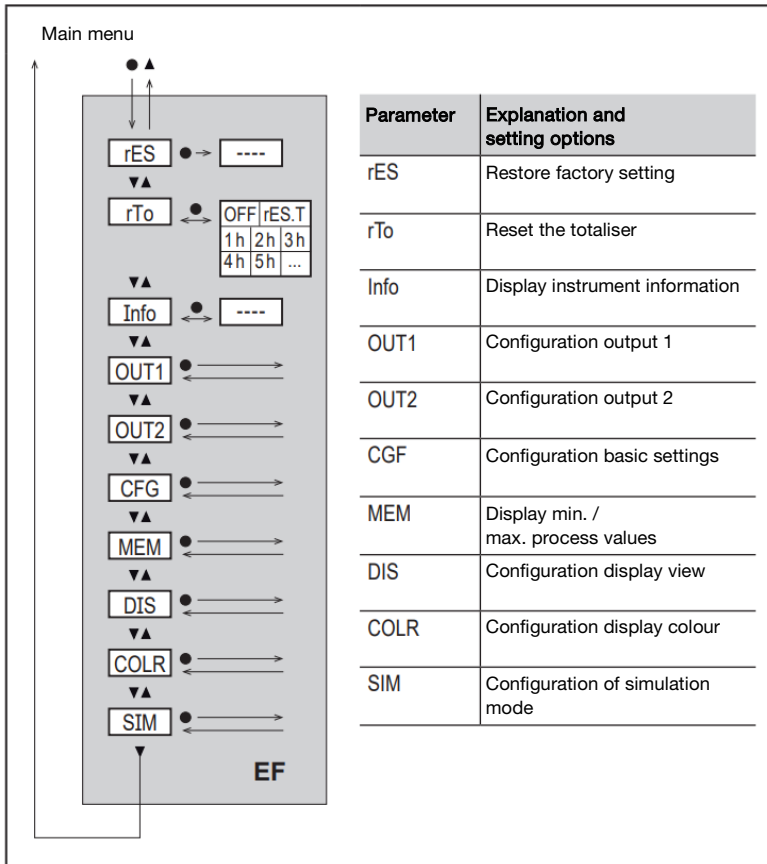 Main menu
rES
----
rTo
OFF rES.T
1h 2h 3h
4h 5h ...
Info
----
OUT1
OUT2
CFG
MEM
DIS
COLR
SIM
EF
Parameter Explanation and
setting options
rES Restore factory setting
rTo Reset the totaliser
Info Display instrument information
OUT1 Configuration output 1
OUT2 Configuration output 2
CGF Configuration basic settings
MEM Display min. /
max. process values
DIS Configuration display view
COLR Configuration display colour
SIM Configuration of simulation
mode